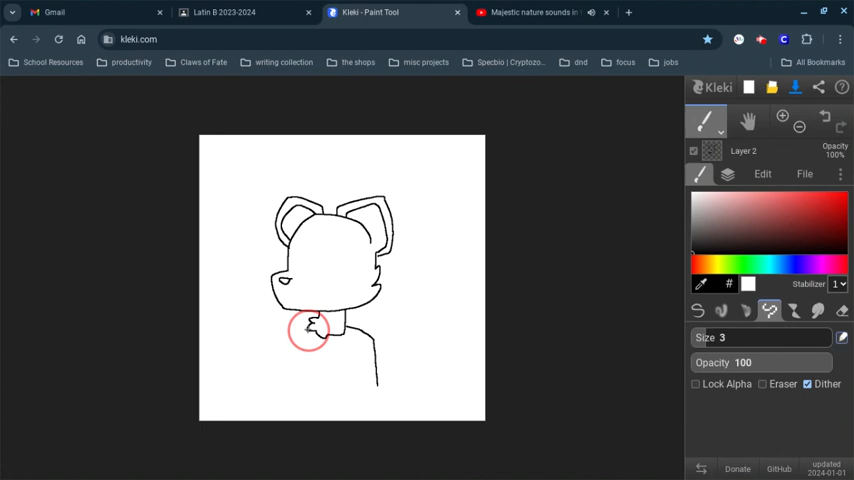 Gmail
Latin B 2023-2024
Kleki - Paint Tool
Majestic nature sounds in
kleki.com
School Resources
productivity
Claws of Fate
writing collection
the shops
misc projects
Specbio | Cryptozo
dnd
focus
jobs
All Bookmarks
Kleki
Layer 2
Opacity
100%
Edit
File
#
Stabilizer 1
Size 3
Opacity 100
Lock Alpha
Eraser
Dither
Donate
GitHub
updated
2024-01-01